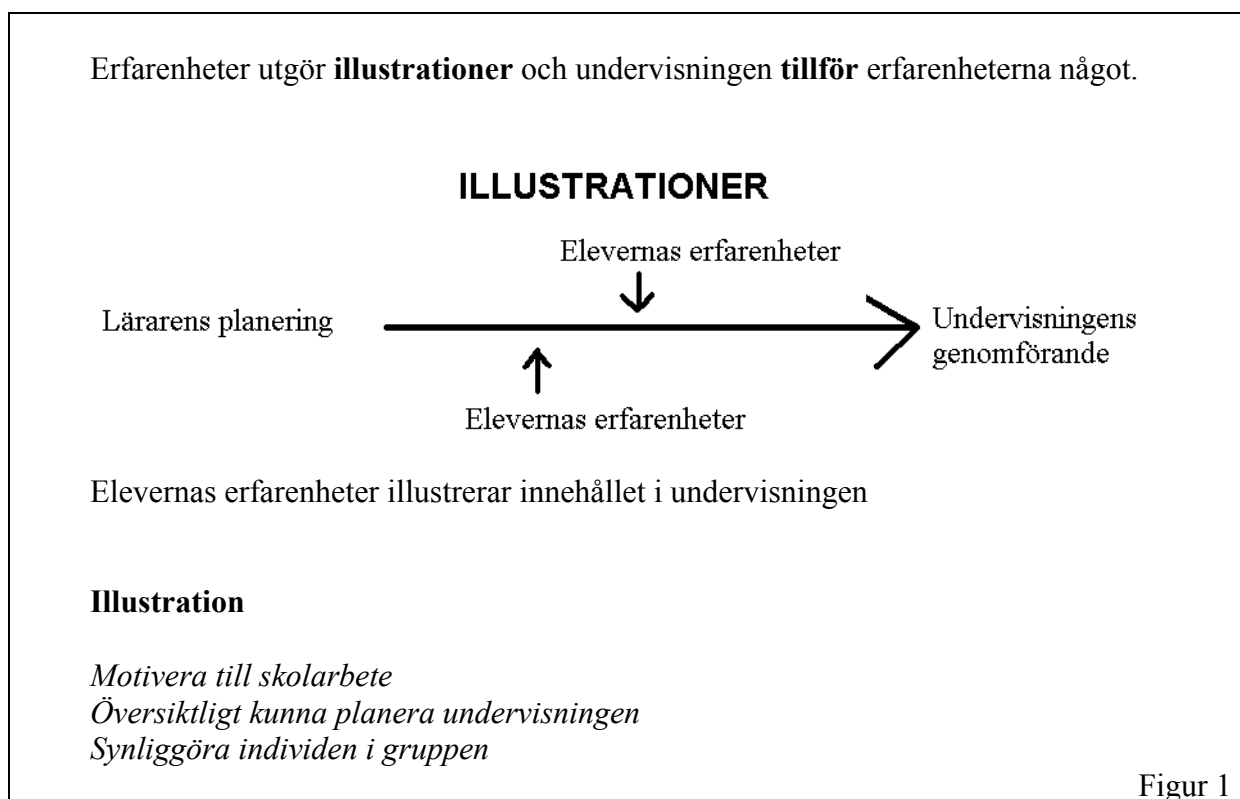 Erfarenheter utgör illustrationer och undervisningen tillför erfarenheterna något.
ILLUSTRATIONER
Elevernas erfarenheter
Lärarens planering
Undervisningens
genomförande
Elevernas erfarenheter
Elevernas erfarenheter illustrerar innehållet i undervisningen
Illustration
Motivera till skolarbete
Översiktligt kunna planera undervisningen
Synliggöra individen i gruppen
Figur 1